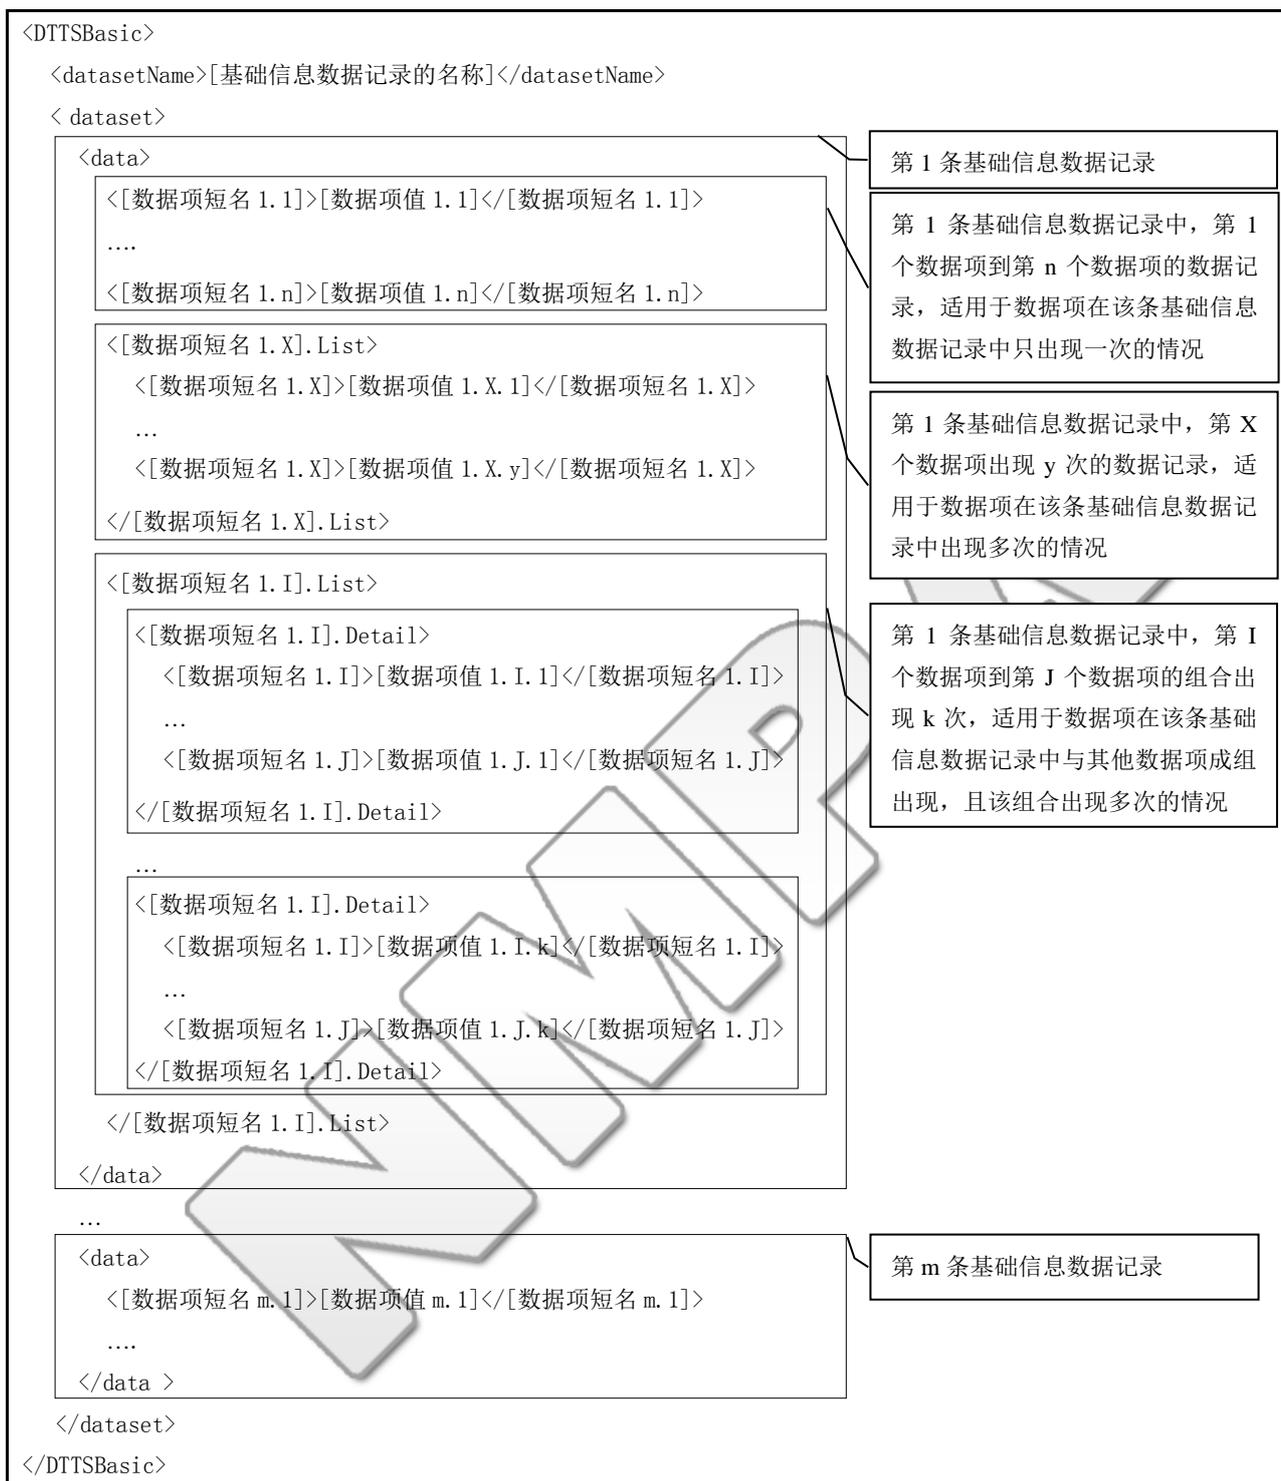 <DTTSBasic>
<datasetName>[基础信息数据记录的名称]</datasetName>
< dataset>
<data>
第 1 条基础信息数据记录
<[数据项短名 1.1]>[数据项值 1.1]</[数据项短名 1.1]>
....
<[数据项短名 1.n]>[数据项值 1.n]</[数据项短名 1.n]>
第 1 条基础信息数据记录中，第 1
个数据项到第 n 个数据项的数据记
录，适用于数据项在该条基础信息
数据记录中只出现一次的情况
<[数据项短名 1.X].List>
<[数据项短名 1.X]>[数据项值 1.X.1]</[数据项短名 1.X]>
...
<[数据项短名 1.X]>[数据项值 1.X.y]</[数据项短名 1.X]>
</[数据项短名 1.X].List>
第 1 条基础信息数据记录中，第 X
个数据项出现 y 次的数据记录，适
用于数据项在该条基础信息数据记
录中出现多次的情况
<[数据项短名 1.I].List>
<[数据项短名 1.I].Detail>
<[数据项短名 1.I]>[数据项值 1.I.1]</[数据项短名 1.I]>
...
<[数据项短名 1.J]>[数据项值 1.J.1]</[数据项短名 1.J]>
</[数据项短名 1.I].Detail>
第 1 条基础信息数据记录中，第 I
个数据项到第 J 个数据项的组合出
现 k 次，适用于数据项在该条基础
信息数据记录中与其他数据项成组
出现，且该组合出现多次的情况
...
<[数据项短名 1.I].Detail>
<[数据项短名 1.I]>[数据项值 1.I.k]</[数据项短名 1.I]>
...
<[数据项短名 1.J]>[数据项值 1.J.k]</[数据项短名 1.J]>
</[数据项短名 1.I].Detail>
</[数据项短名 1.I].List>
</data>
...
<data>
第 m 条基础信息数据记录
<[数据项短名 m.1]>[数据项值 m.1]</[数据项短名 m.1]>
....
</data >
</dataset>
</DTTSBasic>